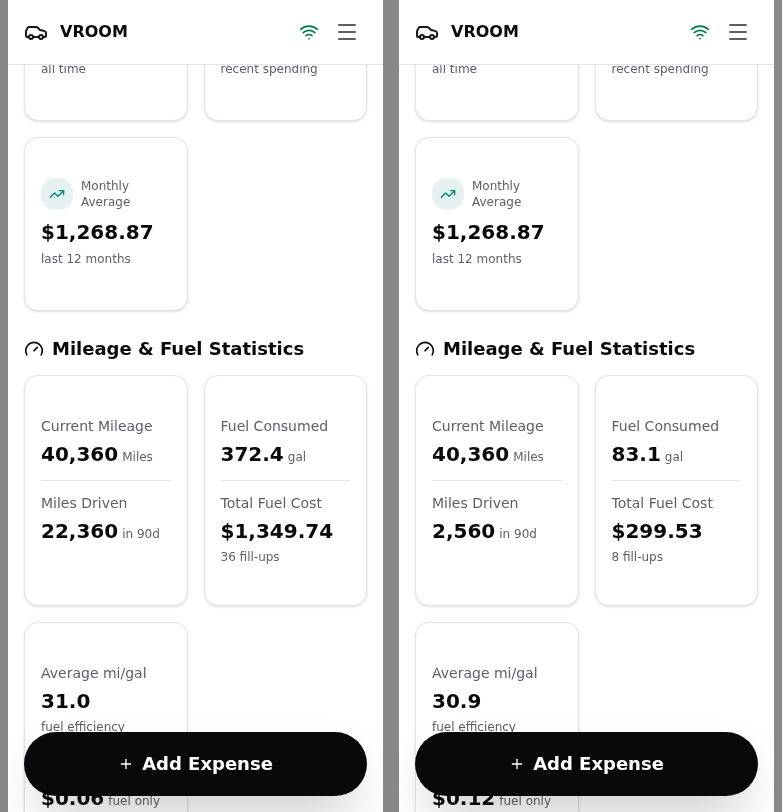 VROOM
all time
recent spending
Monthly
Average
$1,268.87
last 12 months
Mileage & Fuel Statistics
Current Mileage
40,360 Miles
Miles Driven
22,360 in 90d
Fuel Consumed
372.4 gal
Total Fuel Cost
$1,349.74
36 fill-ups
Average mi/gal
31.0
fuel efficiency
+ Add Expense
$0.06 fuel only
VROOM
all time
recent spending
Monthly
Average
$1,268.87
last 12 months
Mileage & Fuel Statistics
Current Mileage
40,360 Miles
Miles Driven
2,560 in 90d
Fuel Consumed
83.1 gal
Total Fuel Cost
$299.53
8 fill-ups
Average mi/gal
30.9
fuel efficiency
+ Add Expense
$0.12 fuel only